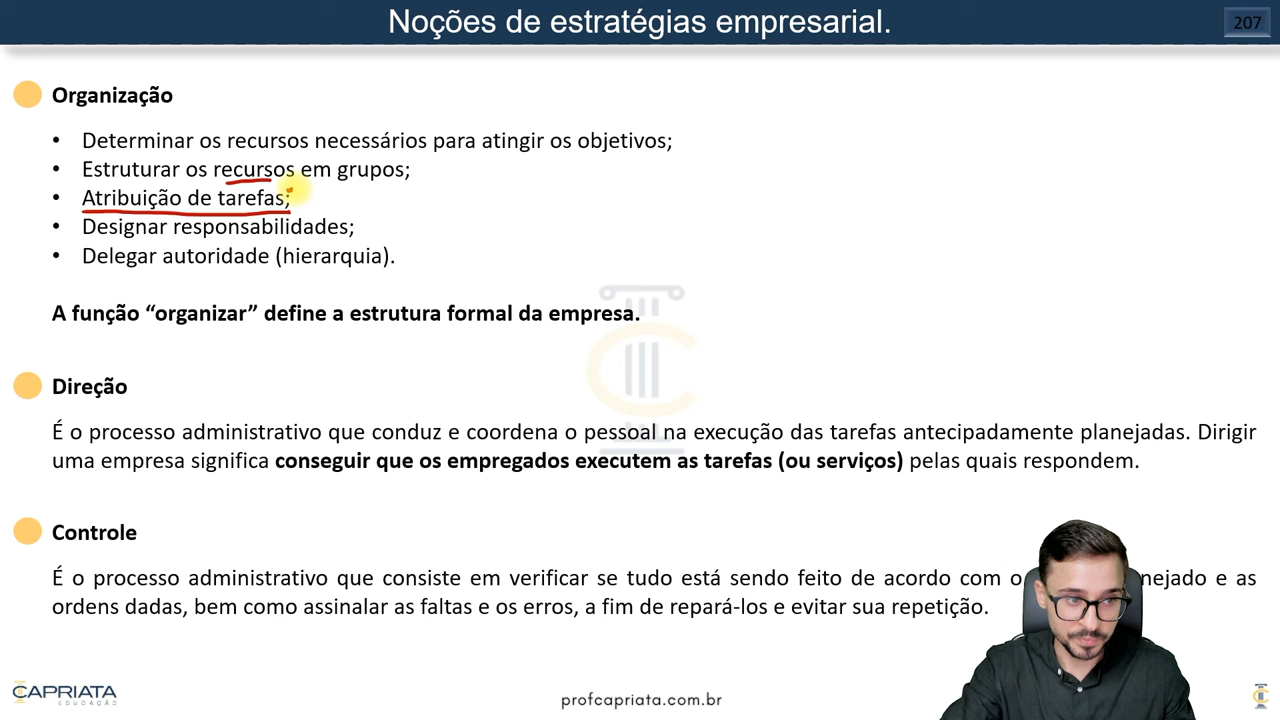 Noções de estratégias empresarial.
207
Organização
• Determinar os recursos necessários para atingir os objetivos;
• Estruturar os recursos em grupos;
• Atribuição de tarefas;
• Designar responsabilidades;
• Delegar autoridade (hierarquia).
A função “organizar” define a estrutura formal da empresa.
Direção
É o processo administrativo que conduz e coordena o pessoal na execução das tarefas antecipadamente planejadas. Dirigir
uma empresa significa conseguir que os empregados executem as tarefas (ou serviços) pelas quais respondem.
Controle
É o processo administrativo que consiste em verificar se tudo está sendo feito de acordo com o nejado e as
ordens dadas, bem como assinalar as faltas e os erros, a fim de repará-los e evitar sua repetição.
CAPRIATA
EDUCAÇÃO
profcapriata.com.br